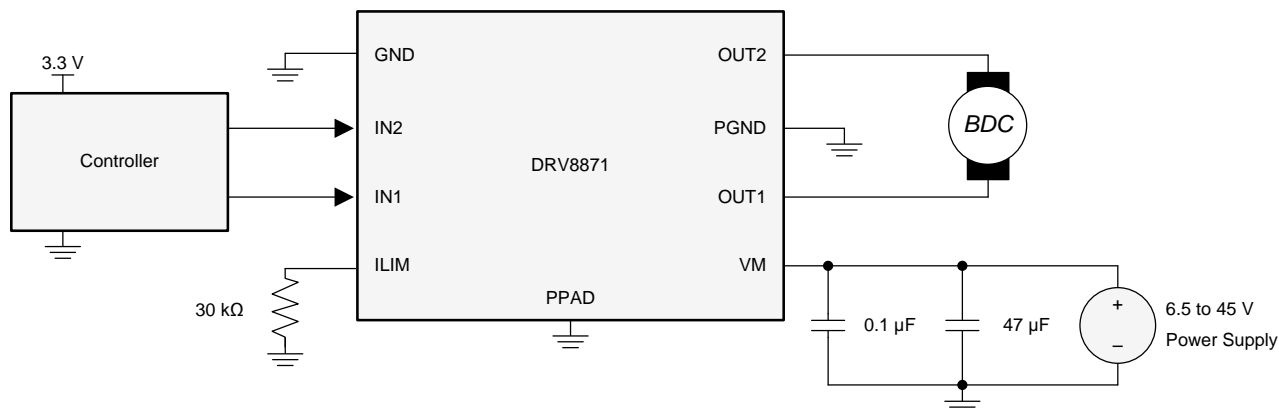 3.3 V
Controller
GND
IN2
IN1
ILIM
DRV8871
PPAD
OUT2
PGND
OUT1
VM
BDC
30 kΩ
0.1 µF
47 µF
+
–
6.5 to 45 V
Power Supply